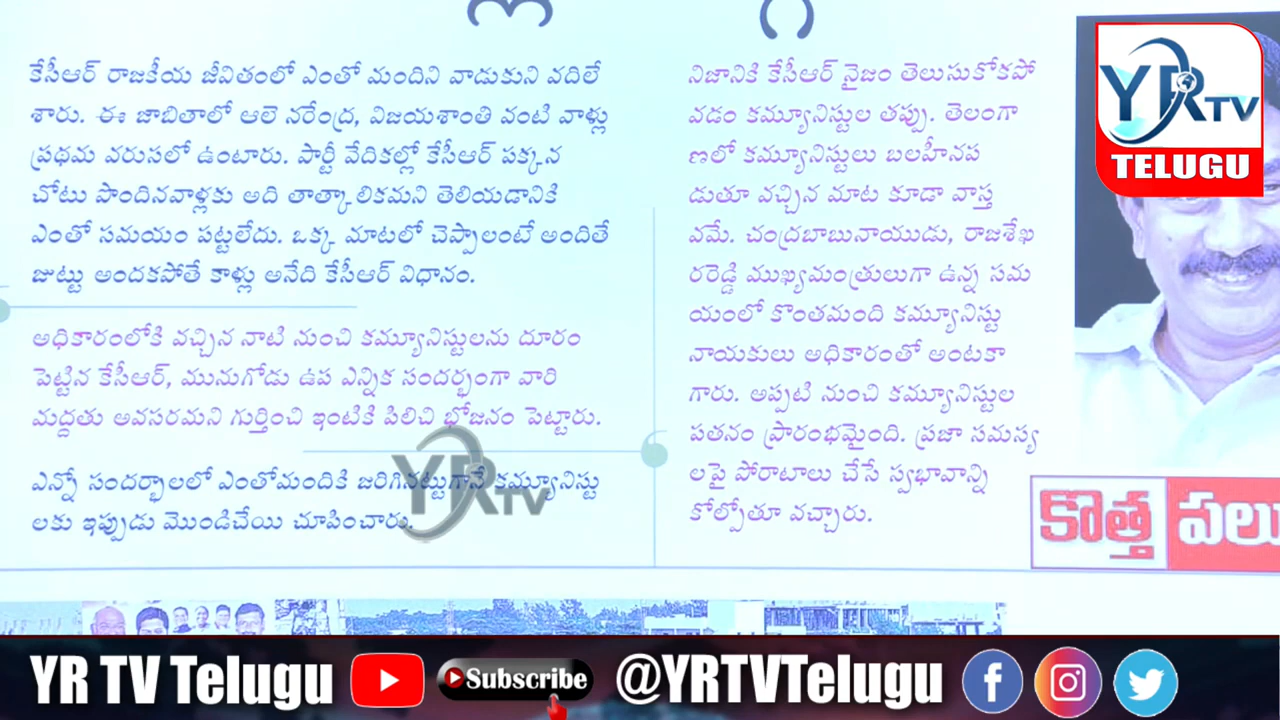 కేసీఆర్ రాజకీయ జీవితంలో ఎంతో మందిని వాడుకుని వదిలే
శారు. ఈ జాబితాలో ఆలె నరేంద్ర, విజయశాంతి వంటి వాళ్లు
ప్రథమ వరుసలో ఉంటారు. పార్టీ వేదికల్లో కేసీఆర్ పక్కన
చోటు పొందినవాళ్లకు అది తాత్కాలికమని తెలియడానికి
ఎంతో సమయం పట్టలేదు. ఒక్క మాటలో చెప్పాలంటే అందితే
జుట్టు అందకపోతే కాళ్లు అనేది కేసీఆర్ విధానం.
అధికారంలోకి వచ్చిన నాటి నుంచి కమ్యూనిస్టులను దూరం
పెట్టిన కేసీఆర్, మునుగోడు ఉప ఎన్నిక సందర్భంగా వారి
మద్దతు అవసరమని గుర్తించి ఇంటికి పిలిచి భోజనం పెట్టారు.
ఎన్నో సందర్భాలలో ఎంతోమందికి జరిగినట్టుగానే కమ్యూనిస్టు
లకు ఇప్పుడు మొండిచేయి చూపించారు.
నిజానికి కేసీఆర్ నైజం తెలుసుకోకపో
వడం కమ్యూనిస్టుల తప్పు. తెలంగా
ణలో కమ్యూనిస్టులు బలహీనప
డుతూ వచ్చిన మాట కూడా వాస్త
వమే. చంద్రబాబునాయుడు, రాజశేఖ
రరెడ్డి ముఖ్యమంత్రులుగా ఉన్న సమ
యంలో కొంతమంది కమ్యూనిస్టు
నాయకులు అధికారంతో అంటకా
గారు. అప్పటి నుంచి కమ్యూనిస్టుల
పతనం ప్రారంభమైంది. ప్రజా సమస్య
లపై పోరాటాలు చేసే స్వభావాన్ని
కోల్పోతూ వచ్చారు.
YR TV
TELUGU
YR TV
కొత్త పలు
YR TV Telugu Subscribe @YRTVTelugu